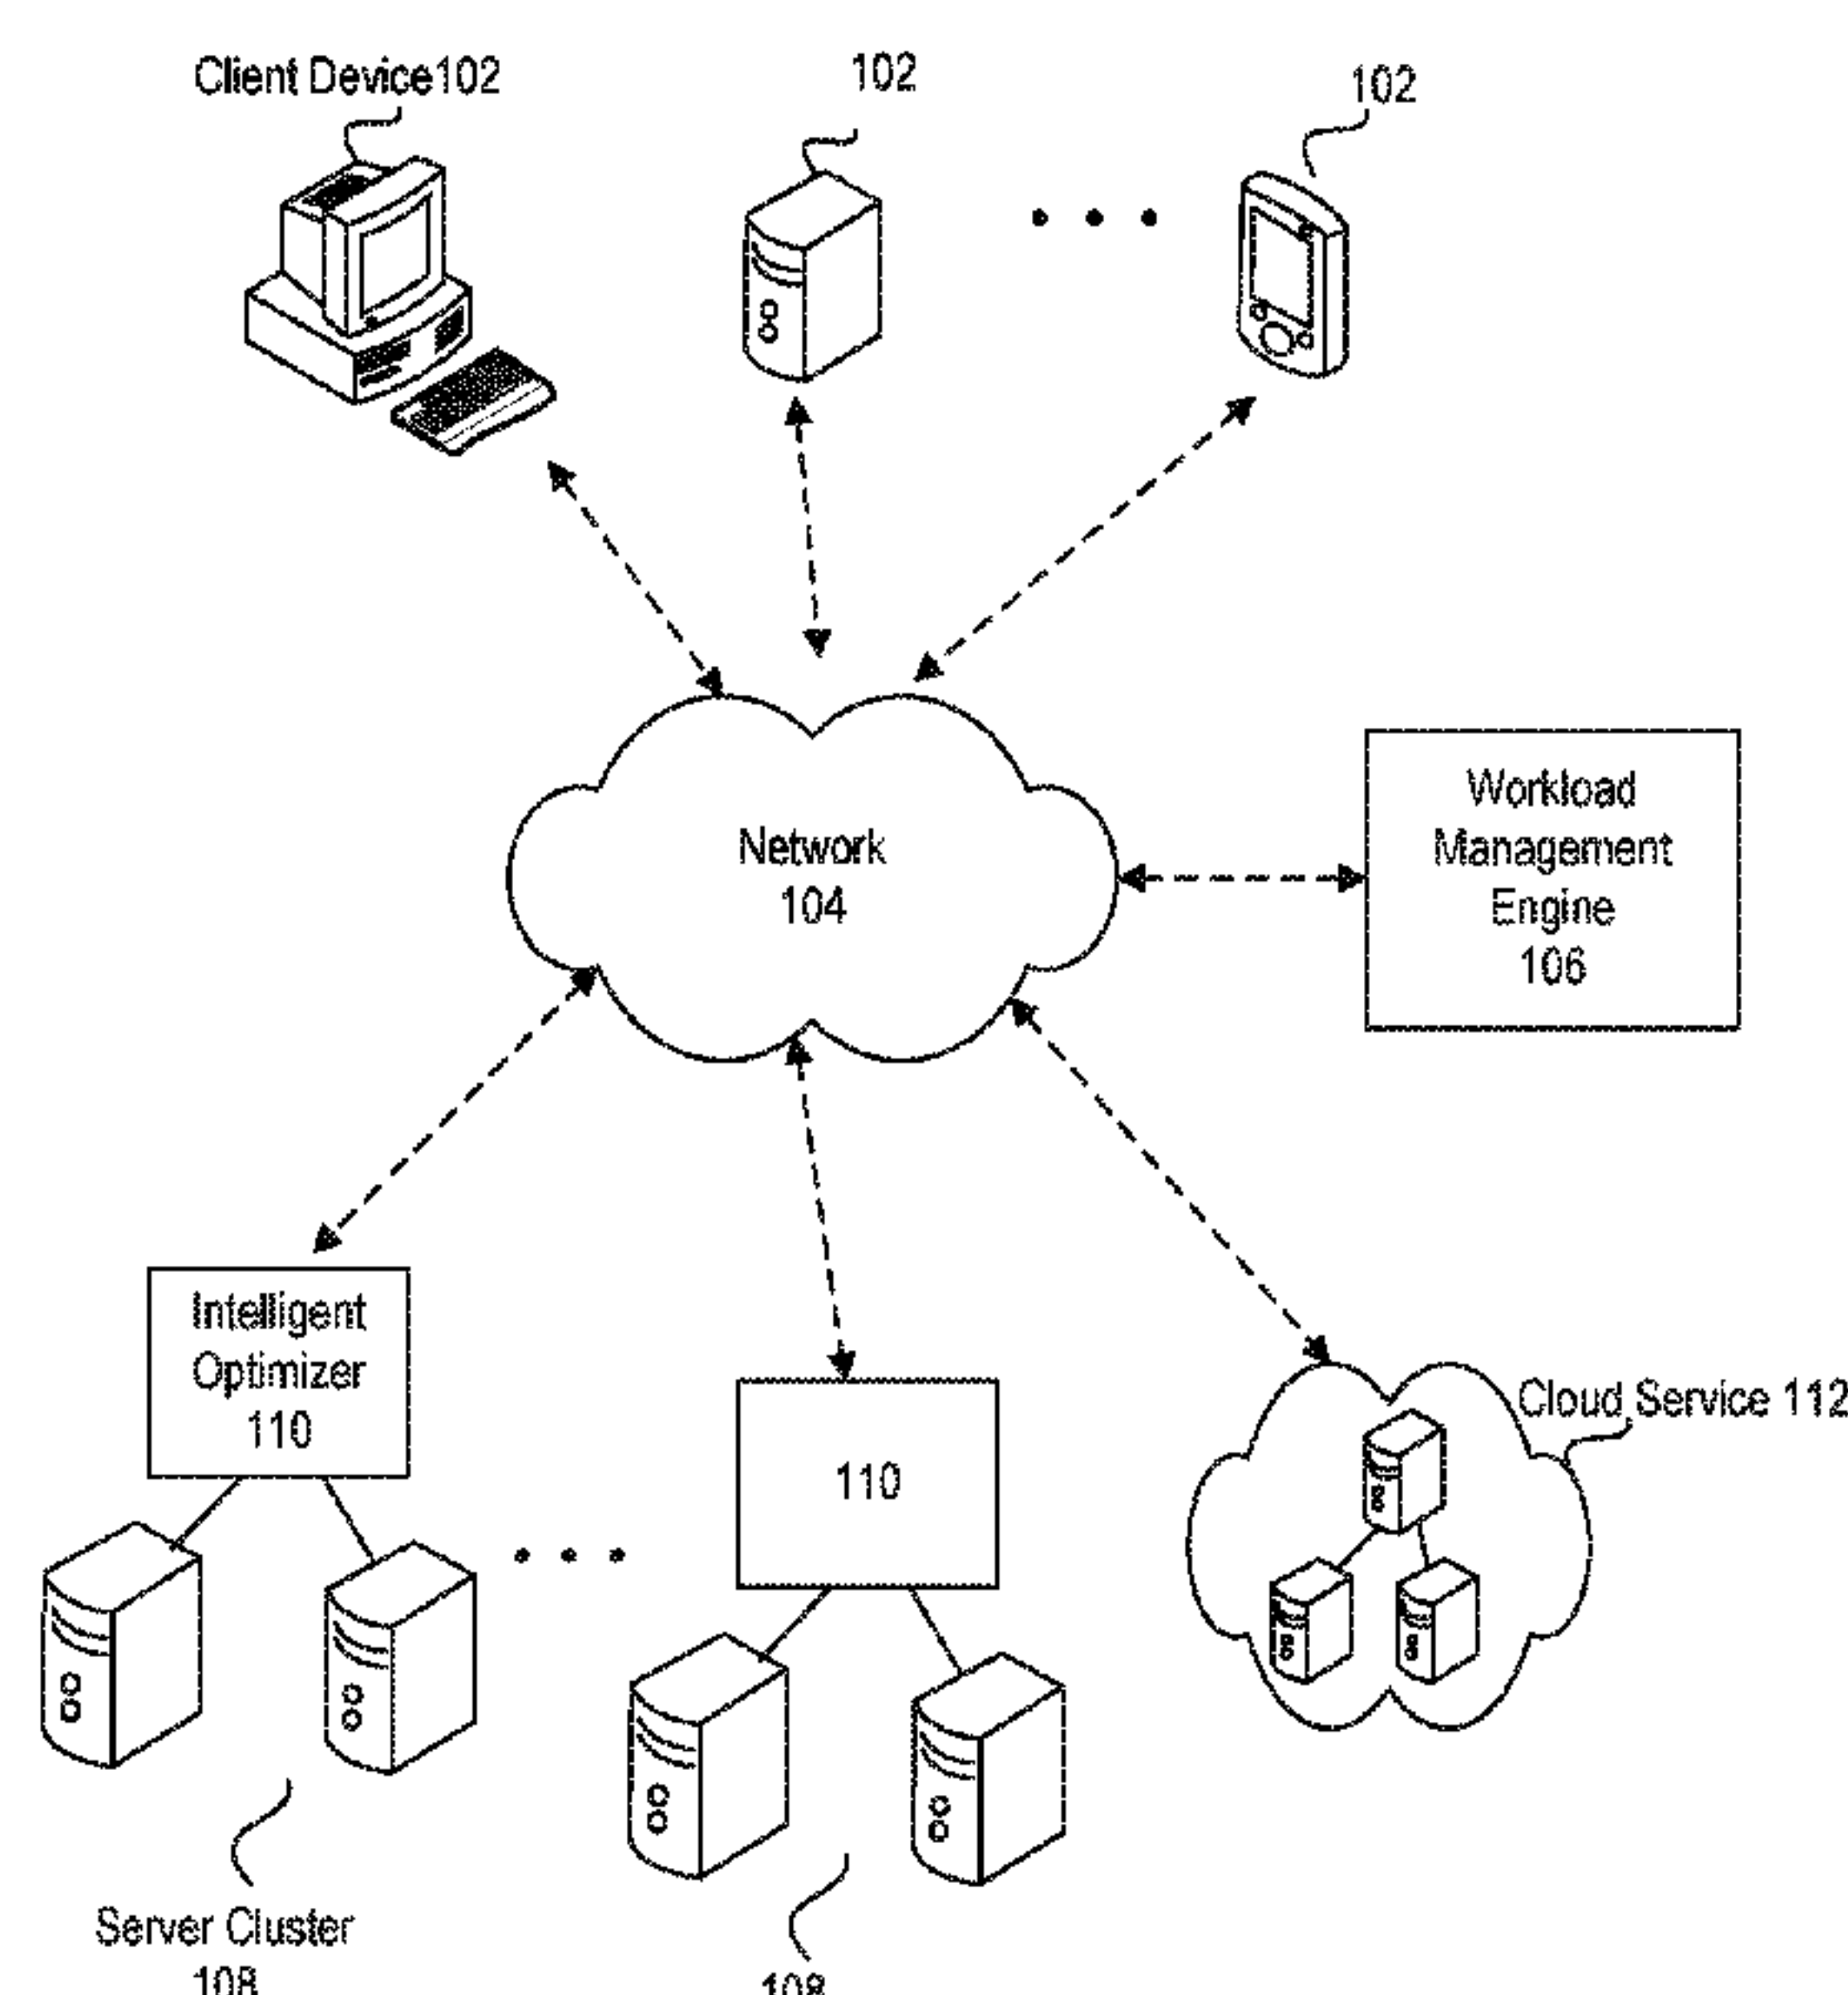 Client Device102
102
102
Network
104
Workload
Management
Engine
106
Intelligent
Optimizer
110
110
Cloud Service 112
Server Cluster
108
108